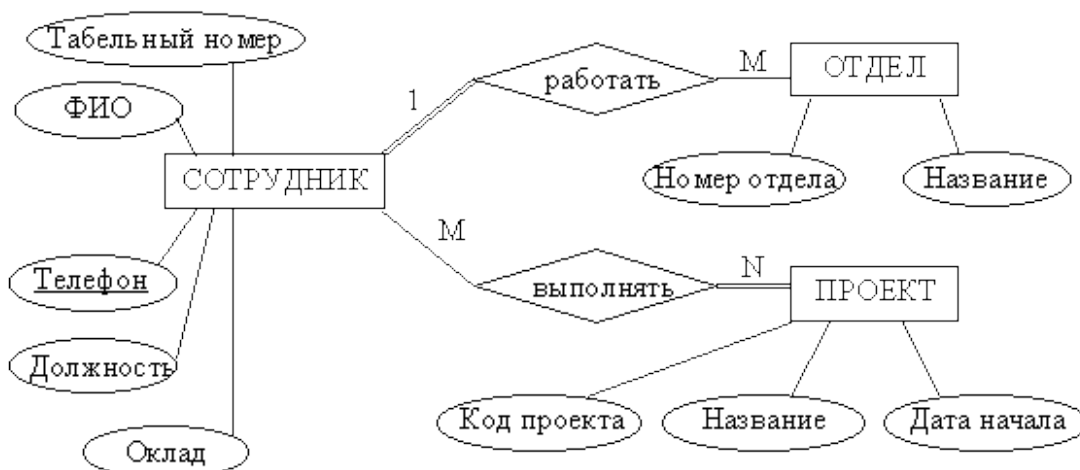 Табельный номер
ФИО
СОТРУДНИК
Телефон
Должность
Оклад
1
работать
М
ОТДЕЛ
Номер отдела
Название
М
выполнять
N
ПРОЕКТ
Код проекта
Название
Дата начала